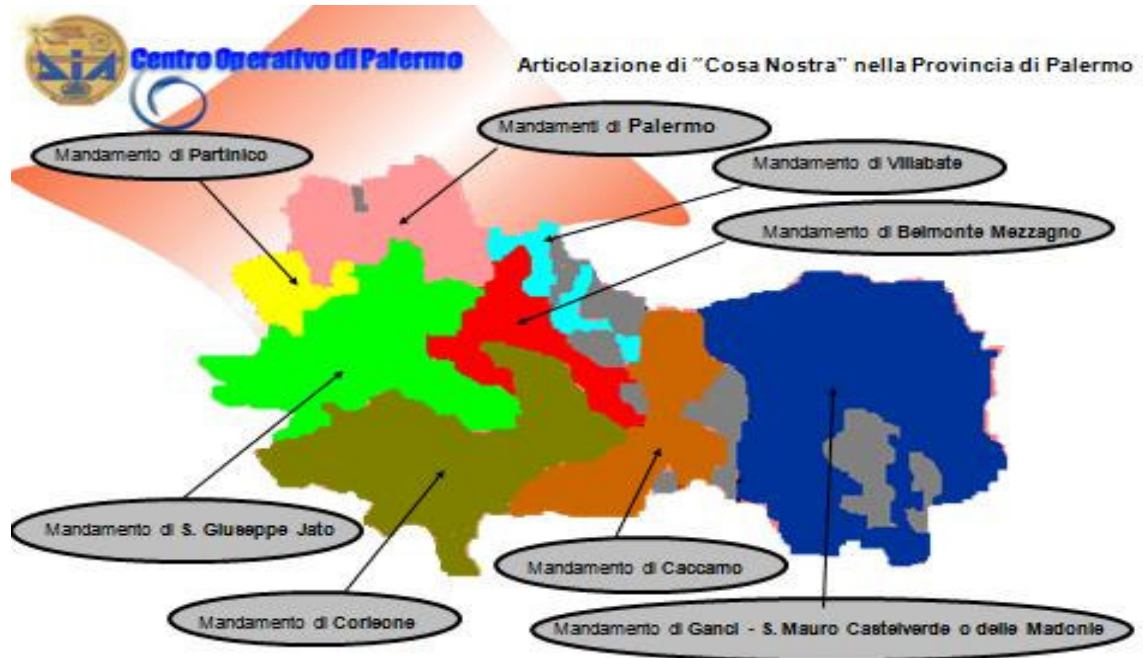 DIA
Centro Operativo di Palermo
Articolazione di "Cosa Nostra" nella Provincia di Palermo
Mandamenti di Palermo
Mandamento di Partinico
Mandamento di Villabate
Mandamento di Belmonte Mezzagno
Mandamento di S. Giuseppe Jato
Mandamento di Caccamo
Mandamento di Corleone
Mandamento di Ganci - S. Mauro Castelverde o delle Madonie